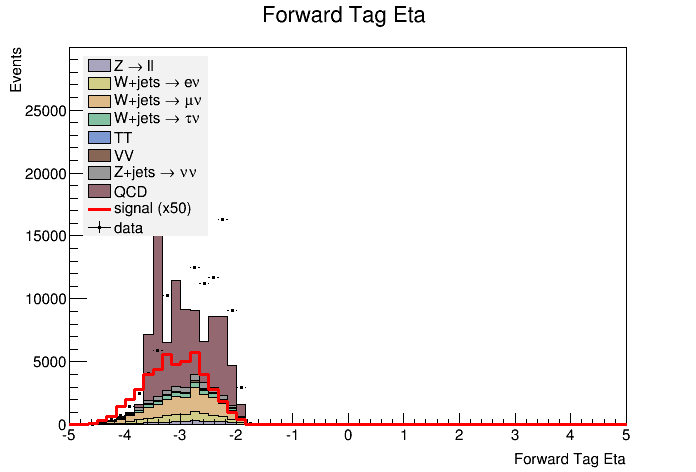 Forward Tag Eta
Events
Z → ll
W+jets → eν
W+jets → μν
W+jets → τν
TT
VV
Z+jets → νν
QCD
signal (x50)
data
25000
20000
15000
10000
5000
0
-5 -4 -3 -2 -1 0 1 2 3 4 5
Forward Tag Eta